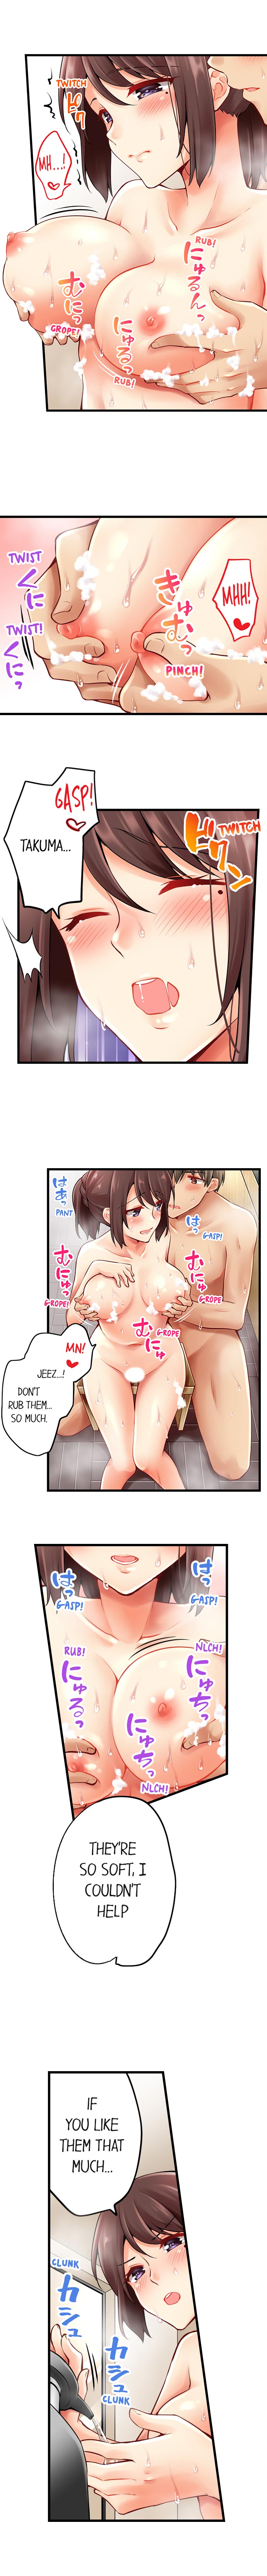 TWITCH
ドク
MH...!
RUB!
にゅるんっ
むにっ
GROPE!
にゅるっ
RUB!
TWIST
くに
TWIST!
くにっ
きゅむっ
PINCH!
MHH!
GASP!
TAKUMA...
ドクン
TWITCH
はあっ
PANT
はっ
GASP!
むにゅっ
GROPE!
むにゅ
GROPE
むにゅ
GROPE
MN!
JEEZ...!
DON'T
RUB THEM...
SO MUCH.
はっ
GASP!
はっ
GASP!
RUB!
にゅるっ
NLCH!
にゅちっ
にゅちっ
NLCH!
THEY'RE
SO SOFT, I
COULDN'T
HELP
IF
YOU LIKE
THEM THAT
MUCH...
CLUNK
カシュ
カシュ
CLUNK